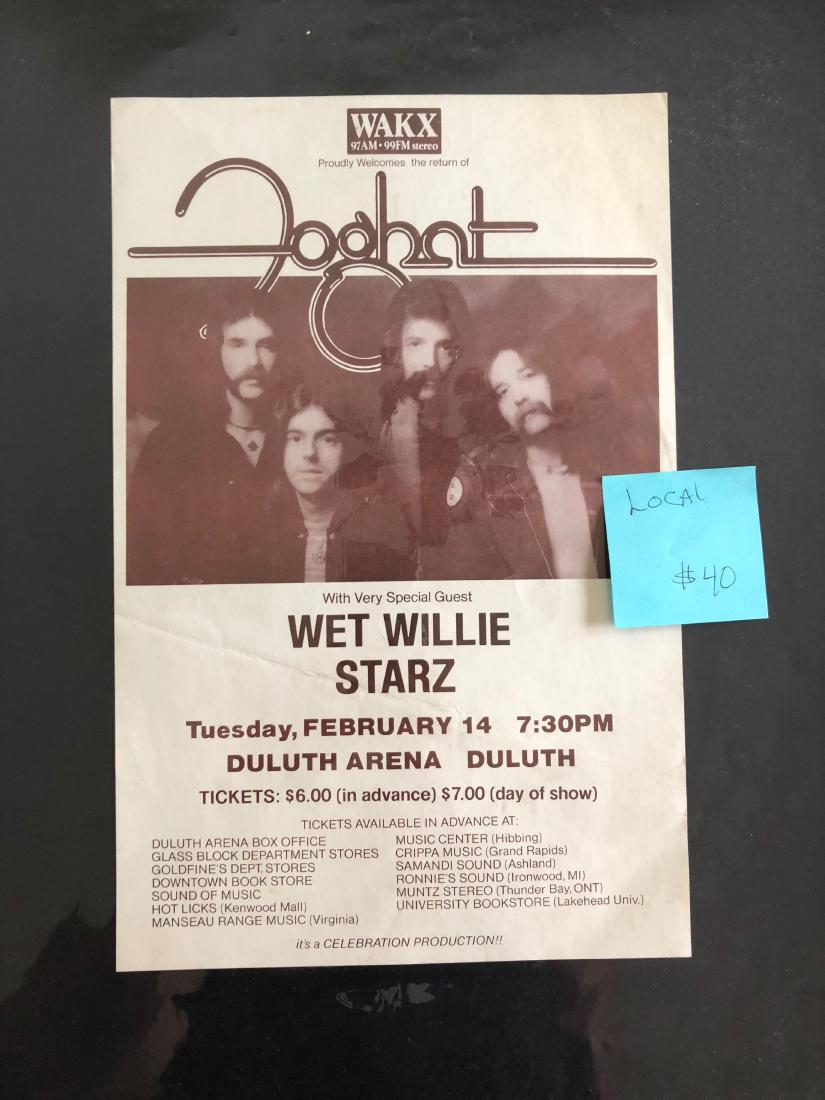 WAKX
97AM • 99FM stereo
Proudly Welcomes the return of
Foghat
LOCAL
$40
With Very Special Guest
WET WILLIE
STARZ
Tuesday, FEBRUARY 14 7:30PM
DULUTH ARENA DULUTH
TICKETS: $6.00 (in advance) $7.00 (day of show)
TICKETS AVAILABLE IN ADVANCE AT:
DULUTH ARENA BOX OFFICE
GLASS BLOCK DEPARTMENT STORES
GOLDFINE'S DEPT. STORES
DOWNTOWN BOOK STORE
SOUND OF MUSIC
HOT LICKS (Kenwood Mall)
MANSEAU RANGE MUSIC (Virginia)
MUSIC CENTER (Hibbing)
CRIPPA MUSIC (Grand Rapids)
SAMANDI SOUND (Ashland)
RONNIE'S SOUND (Ironwood, MI)
MUNTZ STEREO (Thunder Bay, ONT)
UNIVERSITY BOOKSTORE (Lakehead Univ.)
it's a CELEBRATION PRODUCTION!!